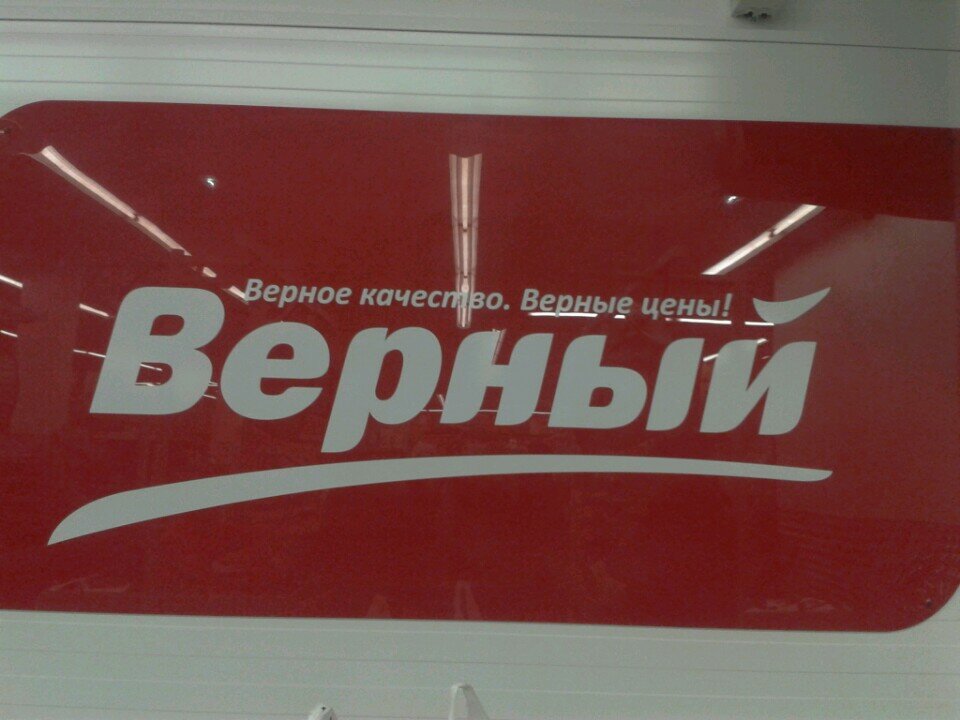 Верное качество. Верные цены!
Верный